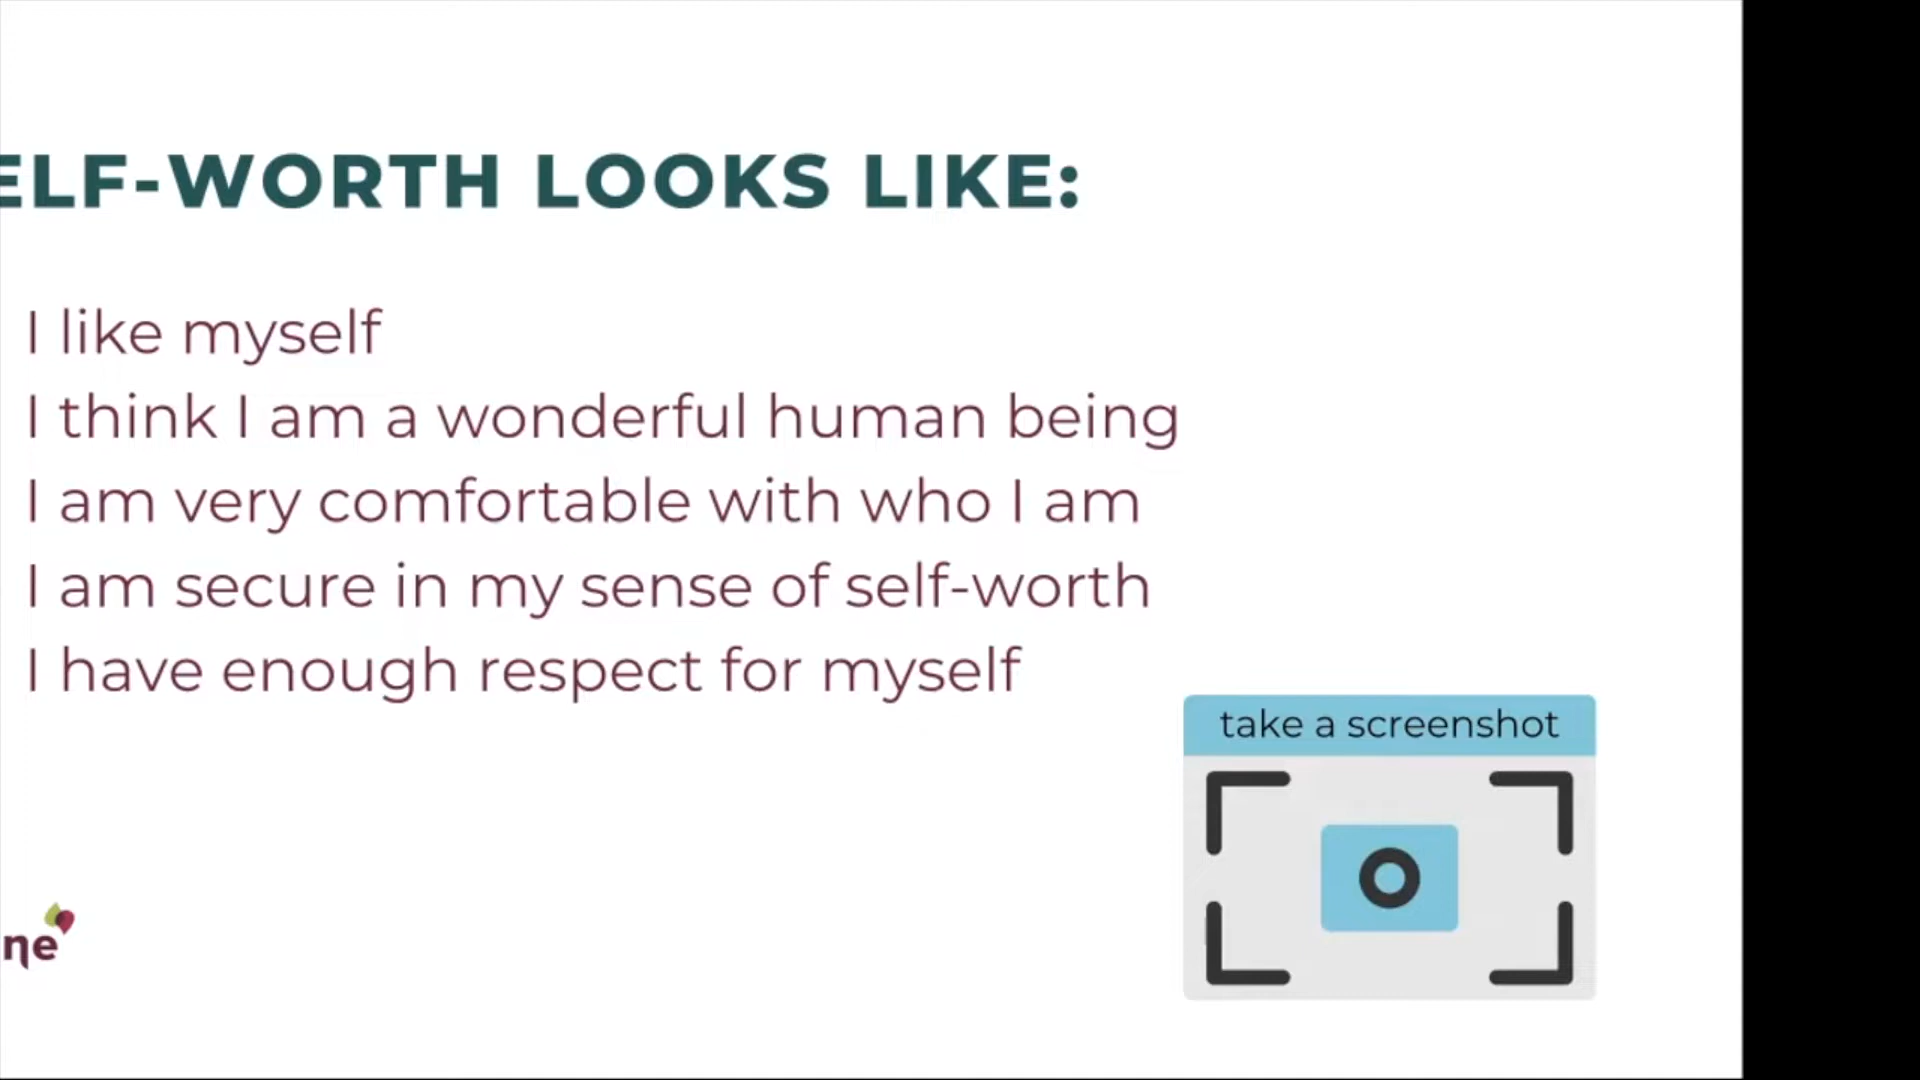 ELF-WORTH LOOKS LIKE:
I like myself
I think I am a wonderful human being
I am very comfortable with who I am
I am secure in my sense of self-worth
I have enough respect for myself
take a screenshot
ne